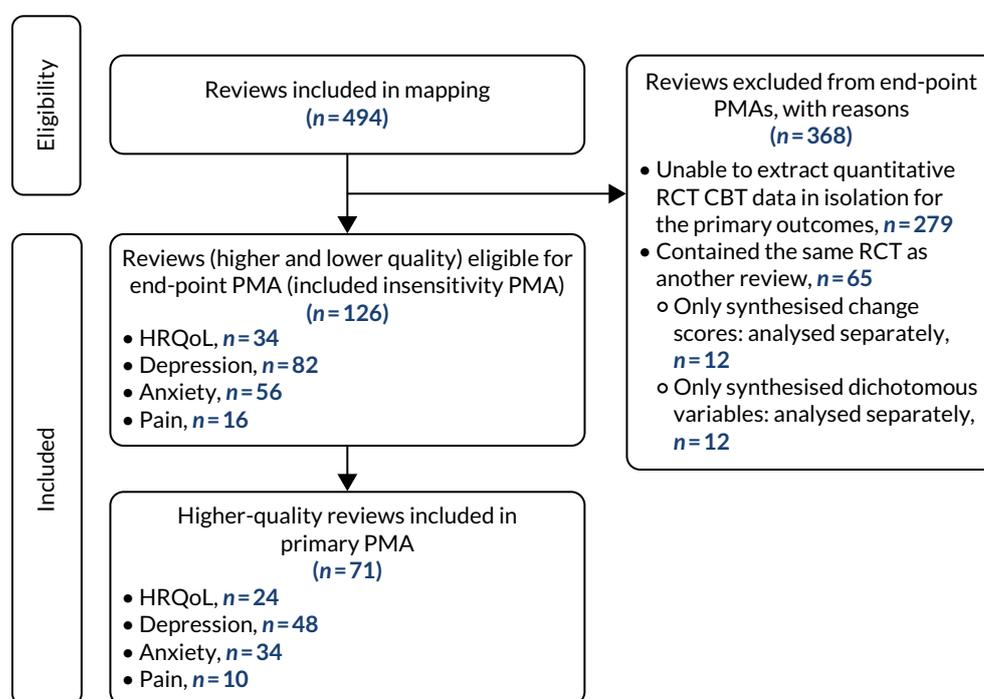 Eligibility
Reviews included in mapping
(n=494)
Reviews excluded from end-point
PMAs, with reasons
(n=368)
• Unable to extract quantitative
RCT CBT data in isolation for
the primary outcomes, n=279
• Contained the same RCT as
another review, n=65
Only synthesised change
scores: analysed separately,
n=12
Only synthesised dichotomous
variables: analysed separately,
n=12
Included
Reviews (higher and lower quality) eligible for
end-point PMA (included insensitivity PMA)
(n=126)
• HRQoL, n=34
• Depression, n=82
• Anxiety, n=56
• Pain, n=16
Higher-quality reviews included in
primary PMA
(n=71)
• HRQoL, n=24
• Depression, n=48
• Anxiety, n=34
• Pain, n=10